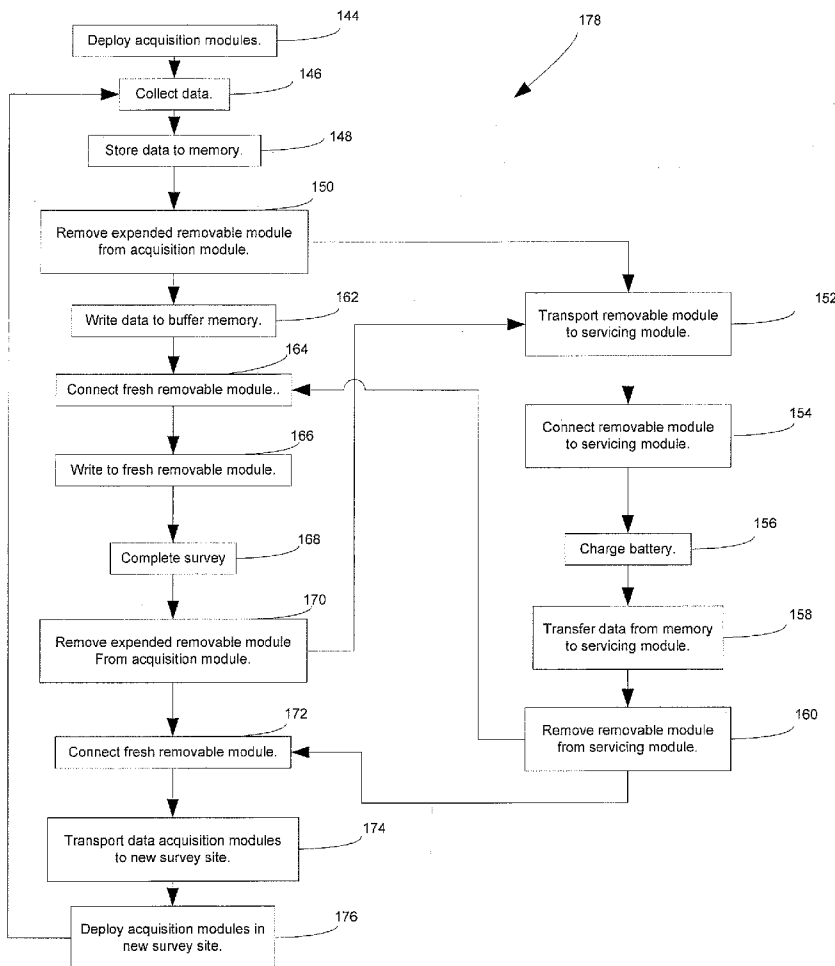 144
Deploy acquisition modules.
178
146
Collect data.
148
Store data to memory.
150
Remove expended removable module
from acquisition module.
162
Write data to buffer memory.
152
Transport removable module
to servicing module.
164
Connect fresh removable module..
154
Connect removable module
to servicing module.
166
Write to fresh removable module.
156
Charge battery.
168
Complete survey
158
Transfer data from memory
to servicing module.
170
Remove expended removable module
From acquisition module.
160
Remove removable module
from servicing module.
172
Connect fresh removable module.
174
Transport data acquisition modules
to new survey site.
176
Deploy acquisition modules in
new survey site.